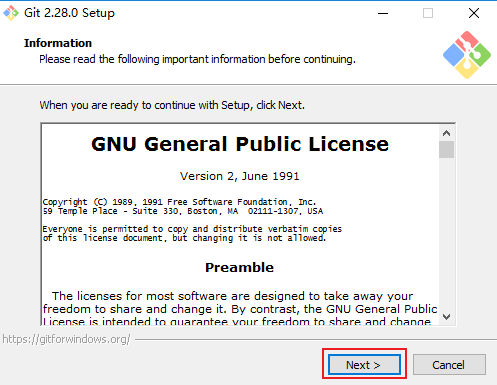 Git 2.28.0 Setup
Information
Please read the following important information before continuing.
When you are ready to continue with Setup, click Next.
GNU General Public License
Version 2, June 1991
Copyright (C) 1989, 1991 Free Software Foundation, Inc.
59 Temple Place - Suite 330, Boston, MA  02111-1307, USA
Everyone is permitted to copy and distribute verbatim copies
of this license document, but changing it is not allowed.
Preamble
The licenses for most software are designed to take away your
freedom to share and change it. By contrast, the GNU General Public
License is intended to guarantee your freedom to share and change
https://gitforwindows.org/
Next >
Cancel